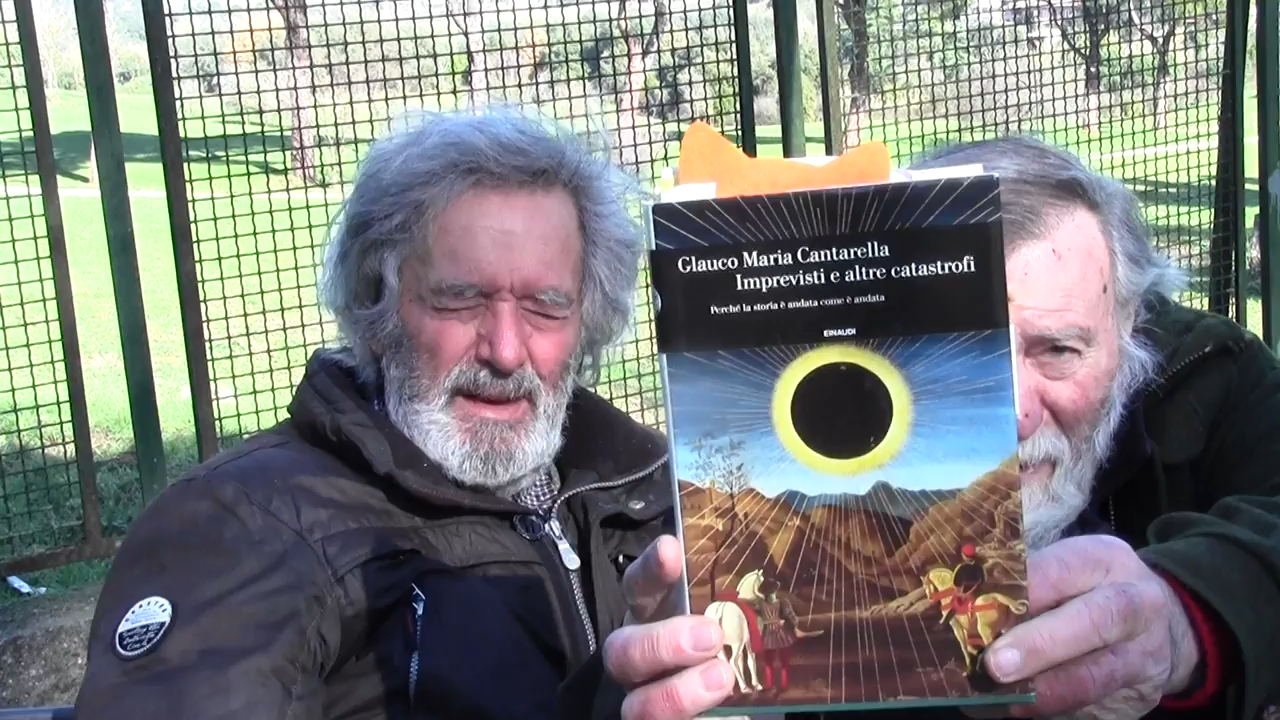 Glauco Maria Cantarella
Imprevisti e altre catastrofi
Perché la storia è andata come è andata
EINAUDI